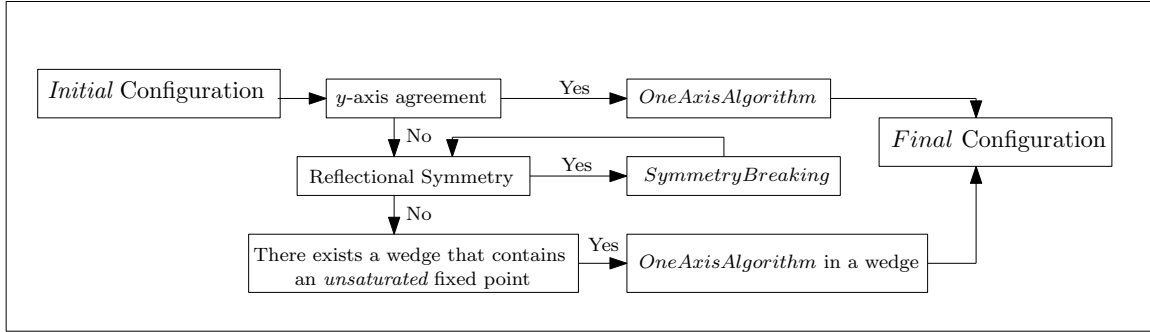 Initial Configuration
y-axis agreement
Yes
OneAxisAlgorithm
Final Configuration
No
Reflectional Symmetry
Yes
SymmetryBreaking
No
There exists a wedge that contains
an unsaturated fixed point
Yes
OneAxisAlgorithm in a wedge